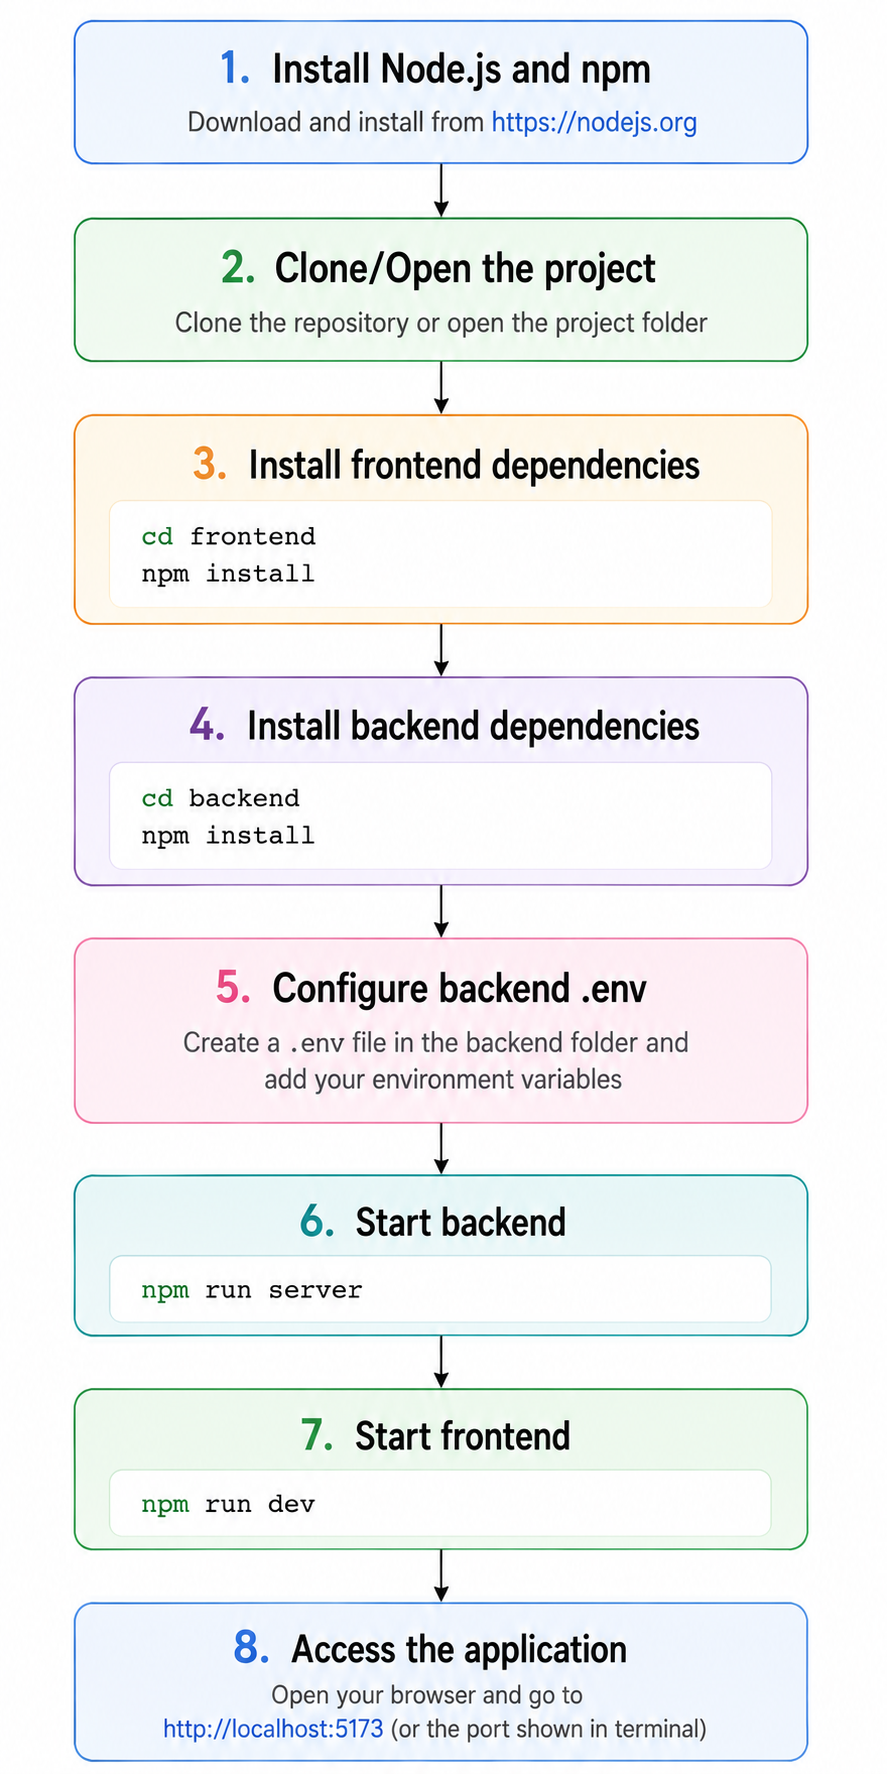 1. Install Node.js and npm
Download and install from https://nodejs.org
2. Clone/Open the project
Clone the repository or open the project folder
3. Install frontend dependencies
cd frontend
npm install
4. Install backend dependencies
cd backend
npm install
5. Configure backend .env
Create a .env file in the backend folder and
add your environment variables
6. Start backend
npm run server
7. Start frontend
npm run dev
8. Access the application
Open your browser and go to
http://localhost:5173 (or the port shown in terminal)